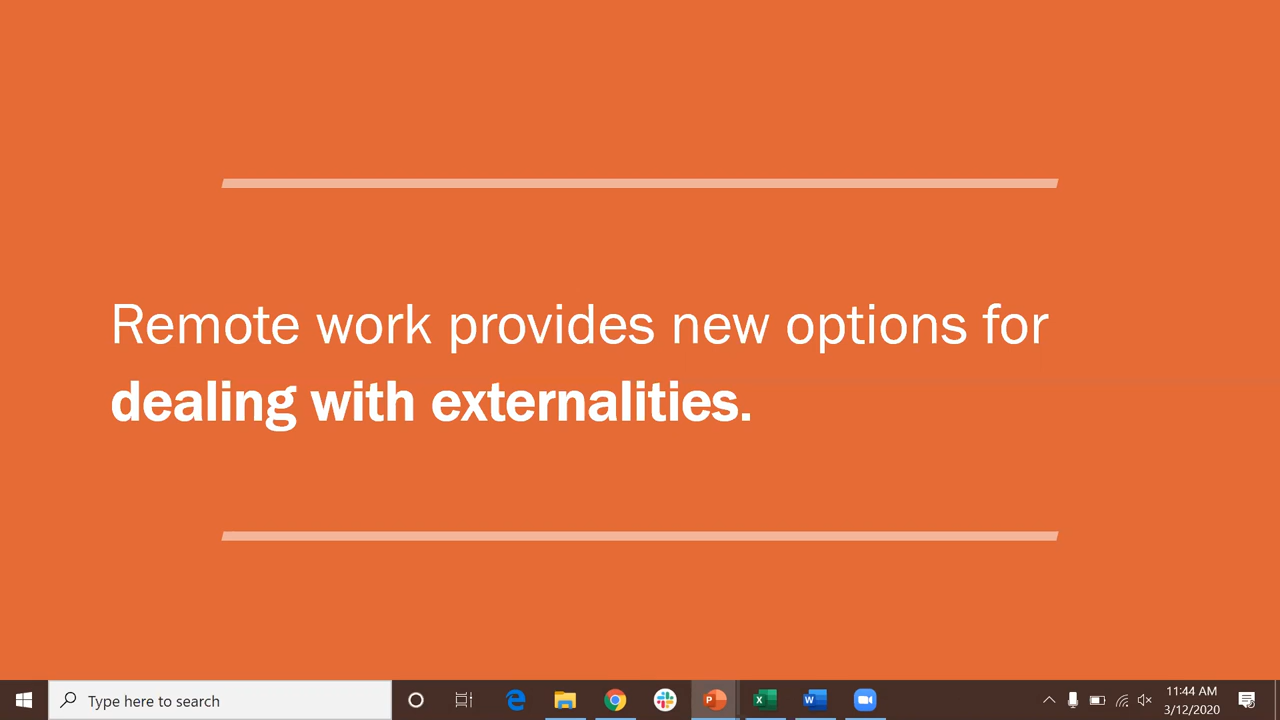 Remote work provides new options for
dealing with externalities.
Type here to search
11:44 AM
3/12/2020